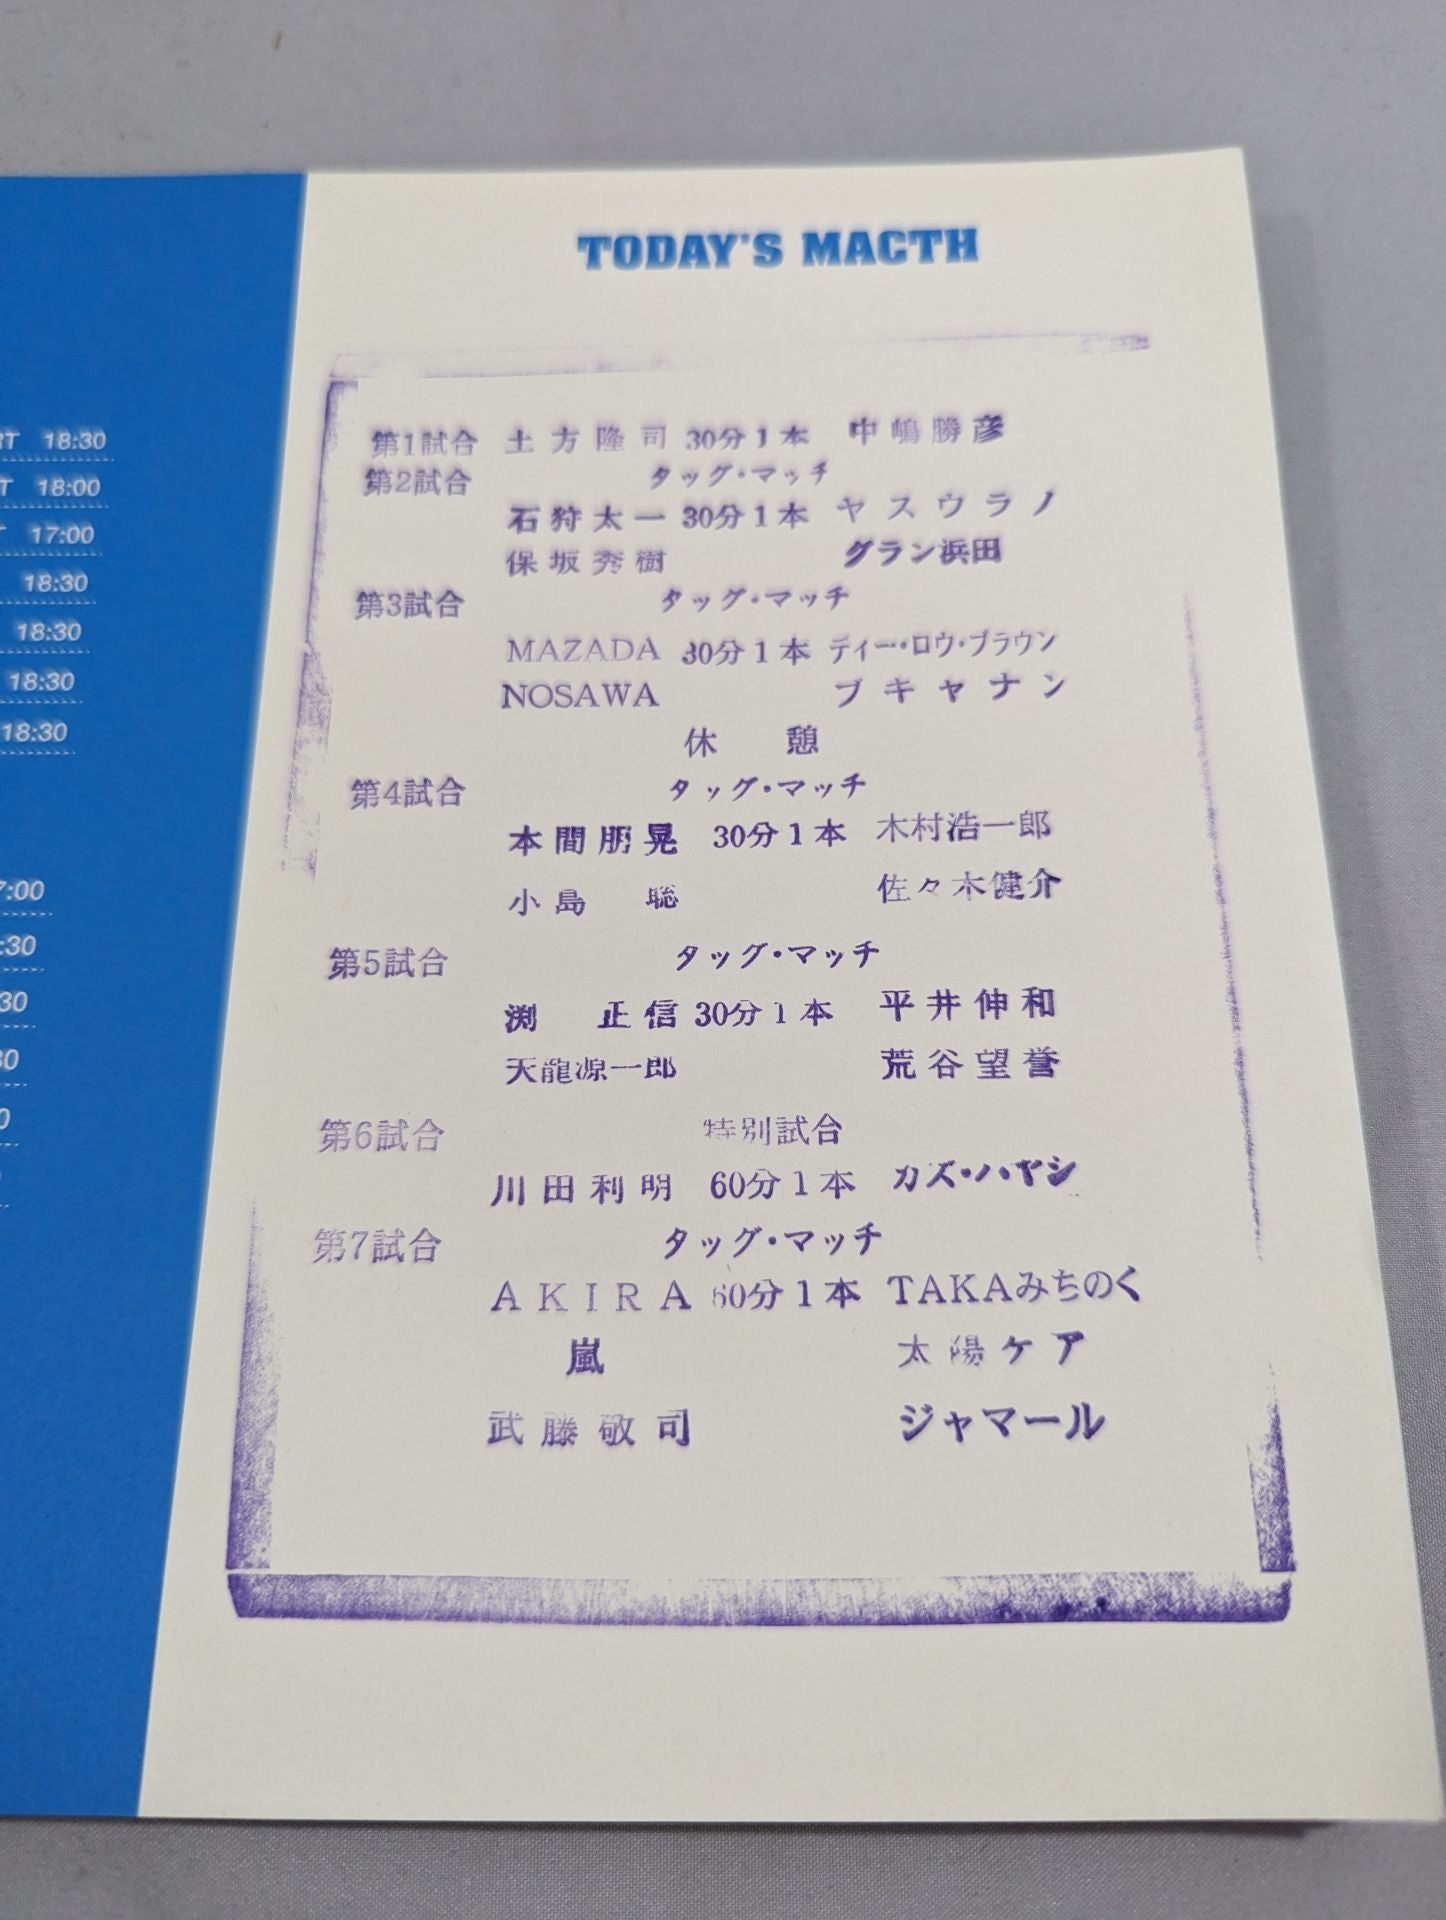 TODAY'S MACTH
第1試合 土方隆司 30分1本 中嶋勝彦
第2試合 タッグ・マッチ
石狩太一 30分1本 ヤスウラノ
保坂秀樹 グラン浜田
第3試合 タッグ・マッチ
MAZADA 30分1本 ディー・ロウ・ブラウン
NOSAWA ブキャナン
休憩
第4試合 タッグ・マッチ
本間朋晃 30分1本 木村浩一郎
小島聡 佐々木健介
第5試合 タッグ・マッチ
渕正信 30分1本 平井伸和
天龍源一郎 荒谷望誉
第6試合 特別試合
川田利明 60分1本 カズ・ハヤシ
第7試合 タッグ・マッチ
AKIRA 60分1本 TAKAみちのく
嵐 太陽ケア
武藤敬司 ジャマール
18:30
18:00
17:00
18:30
18:30
18:30
18:30